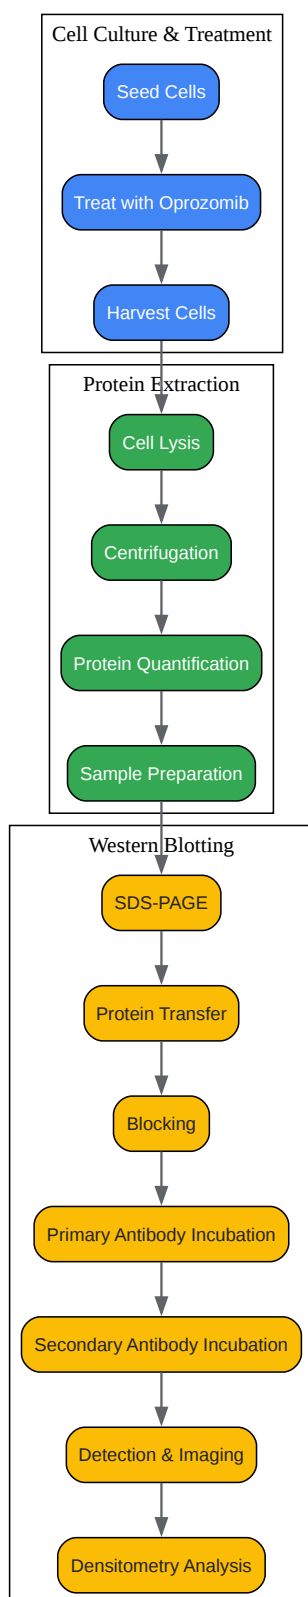 Cell Culture & Treatment
Seed Cells
Treat with Oprozomib
Harvest Cells
Protein Extraction
Cell Lysis
Centrifugation
Protein Quantification
Sample Preparation
Western Blotting
SDS-PAGE
Protein Transfer
Blocking
Primary Antibody Incubation
Secondary Antibody Incubation
Detection & Imaging
Densitometry Analysis